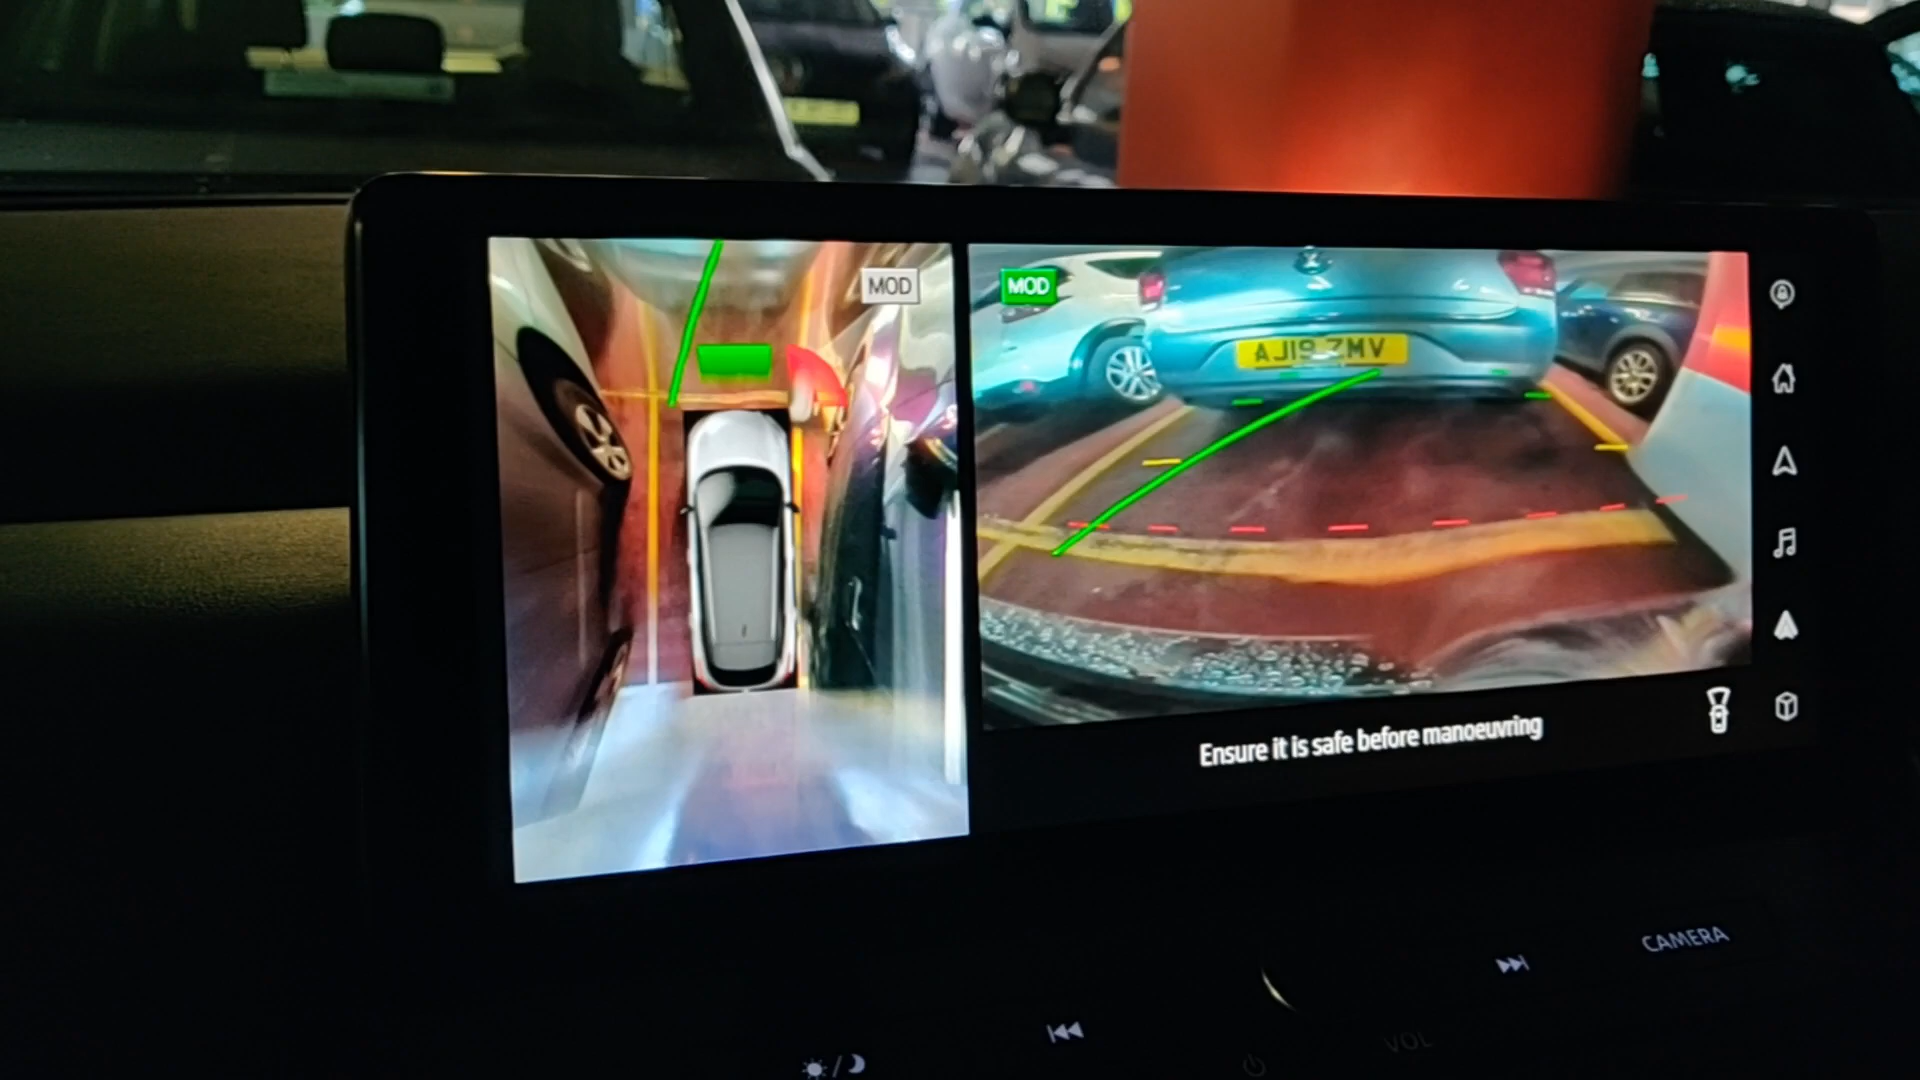 MOD
MOD
AJ19 ZMV
Ensure it is safe before manoeuvring
CAMERA
VOL